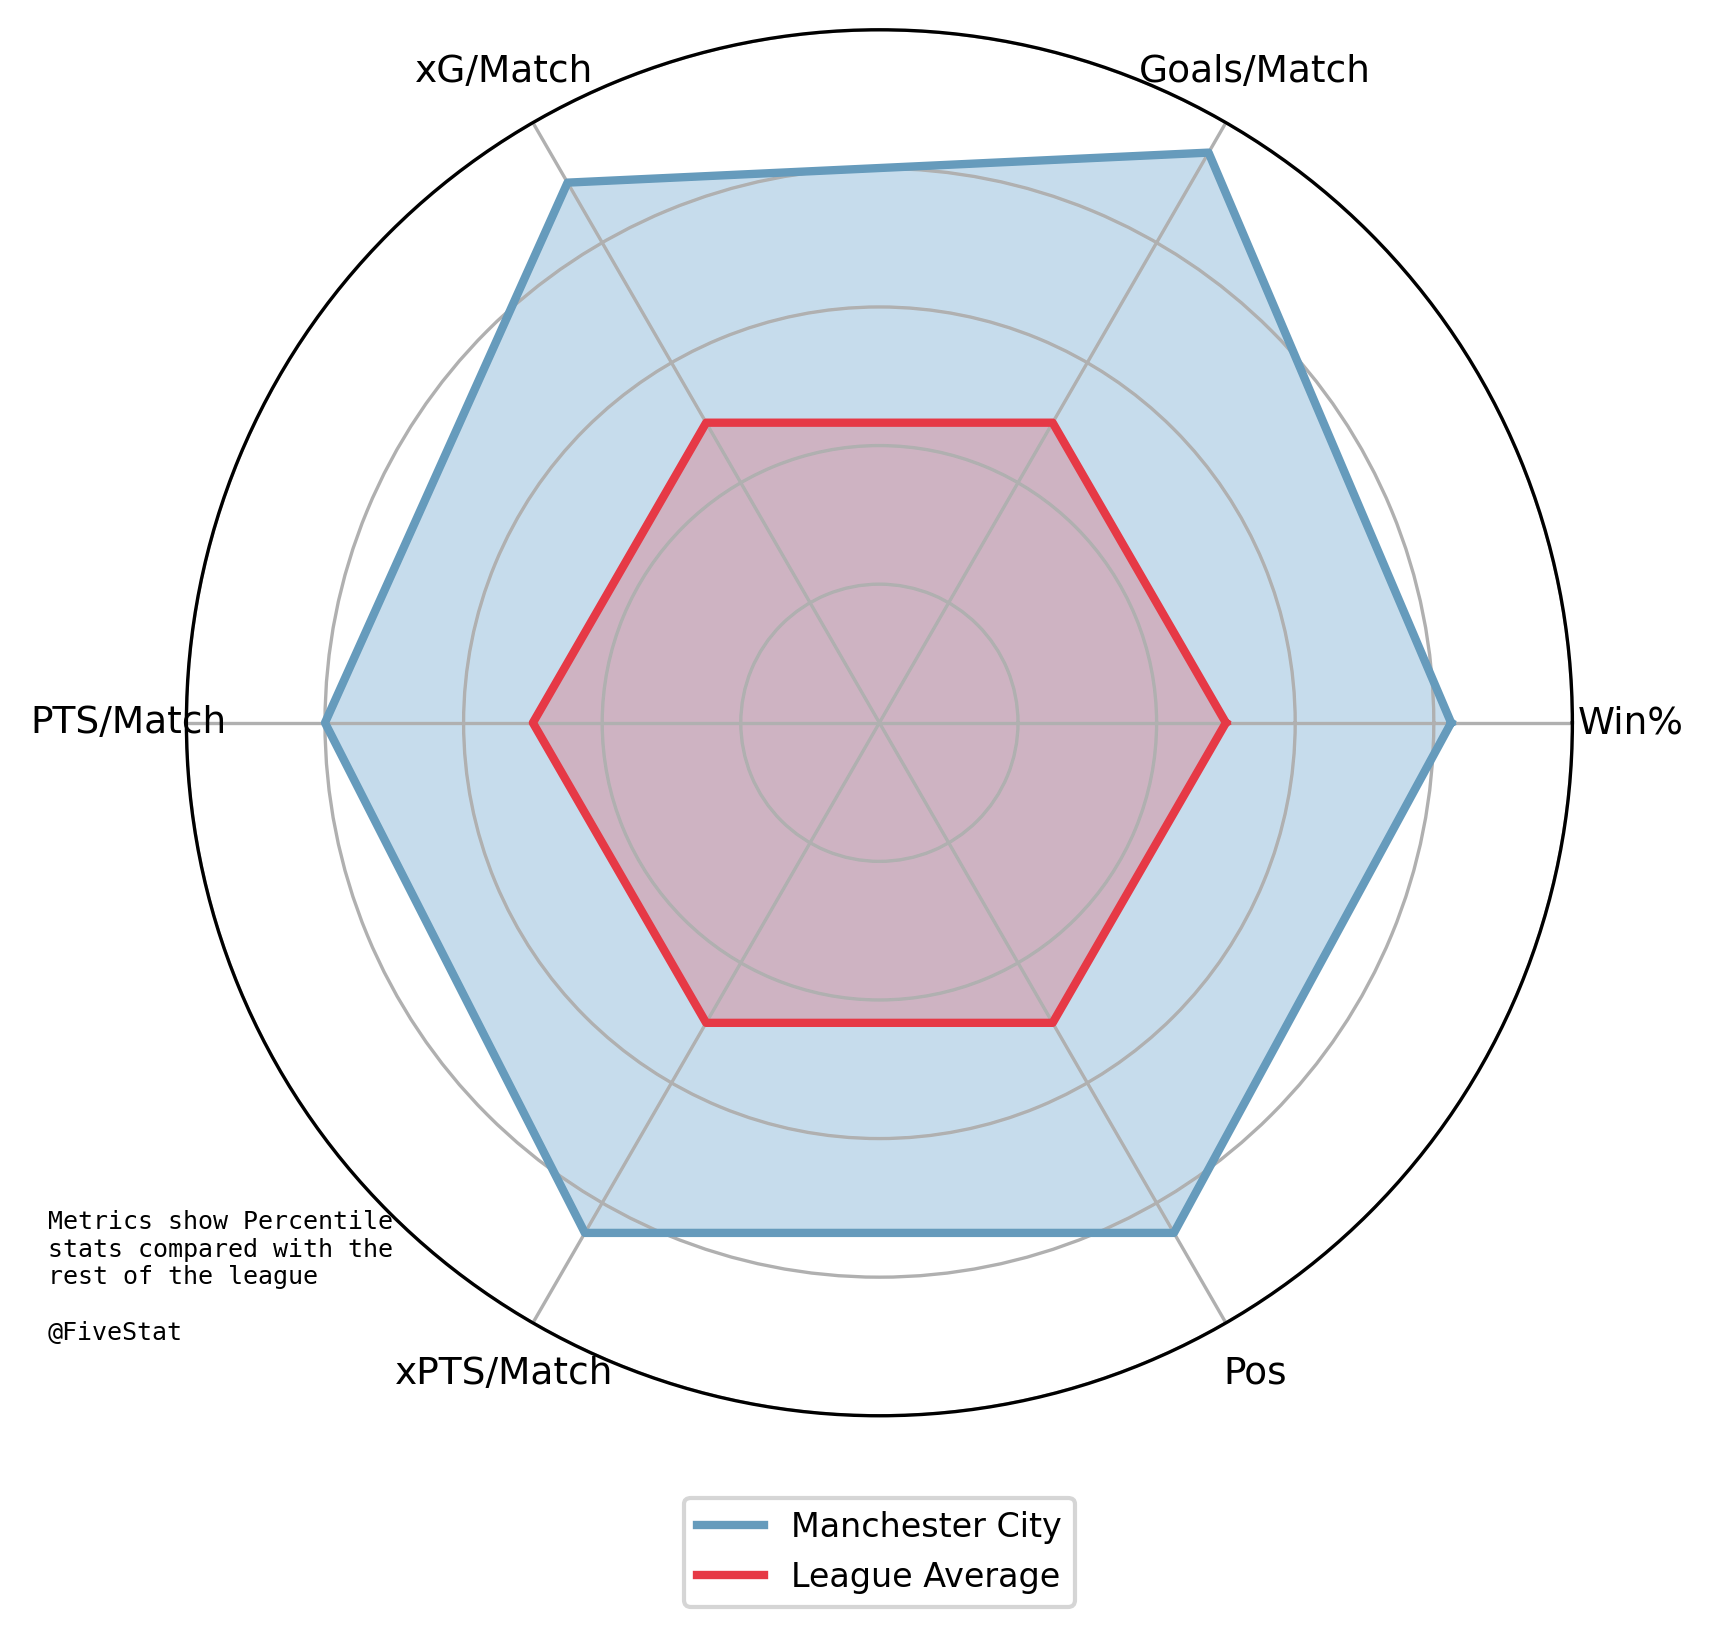 xG/Match
Goals/Match
PTS/Match
Win%
Metrics show Percentile
stats compared with the
rest of the league
@FiveStat
xPTS/Match
Pos
Manchester City
League Average